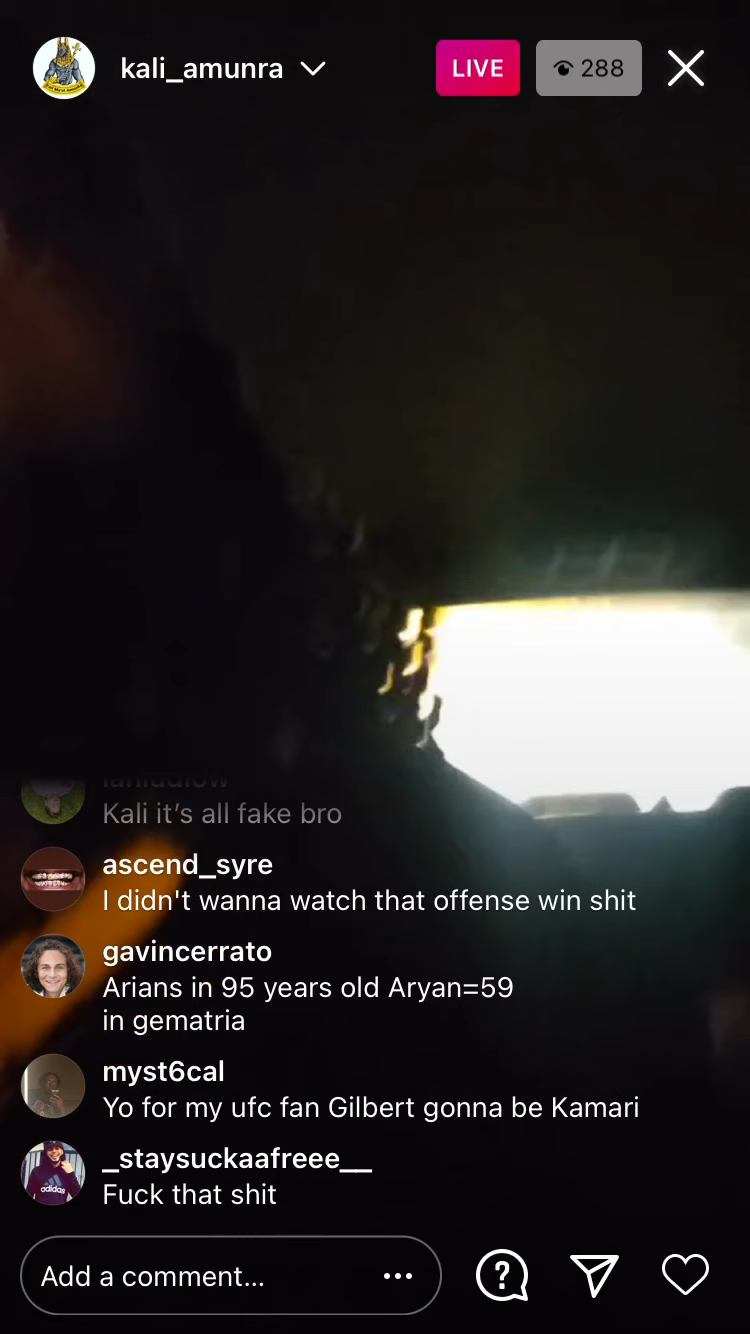 kali_amunra
LIVE
288
Kali it's all fake bro
ascend_syre
I didn't wanna watch that offense win shit
gavincerrato
Arians in 95 years old Aryan=59
in gematria
myst6cal
Yo for my ufc fan Gilbert gonna be Kamari
_staysuckaafreee__
Fuck that shit
adidas
Add a comment...